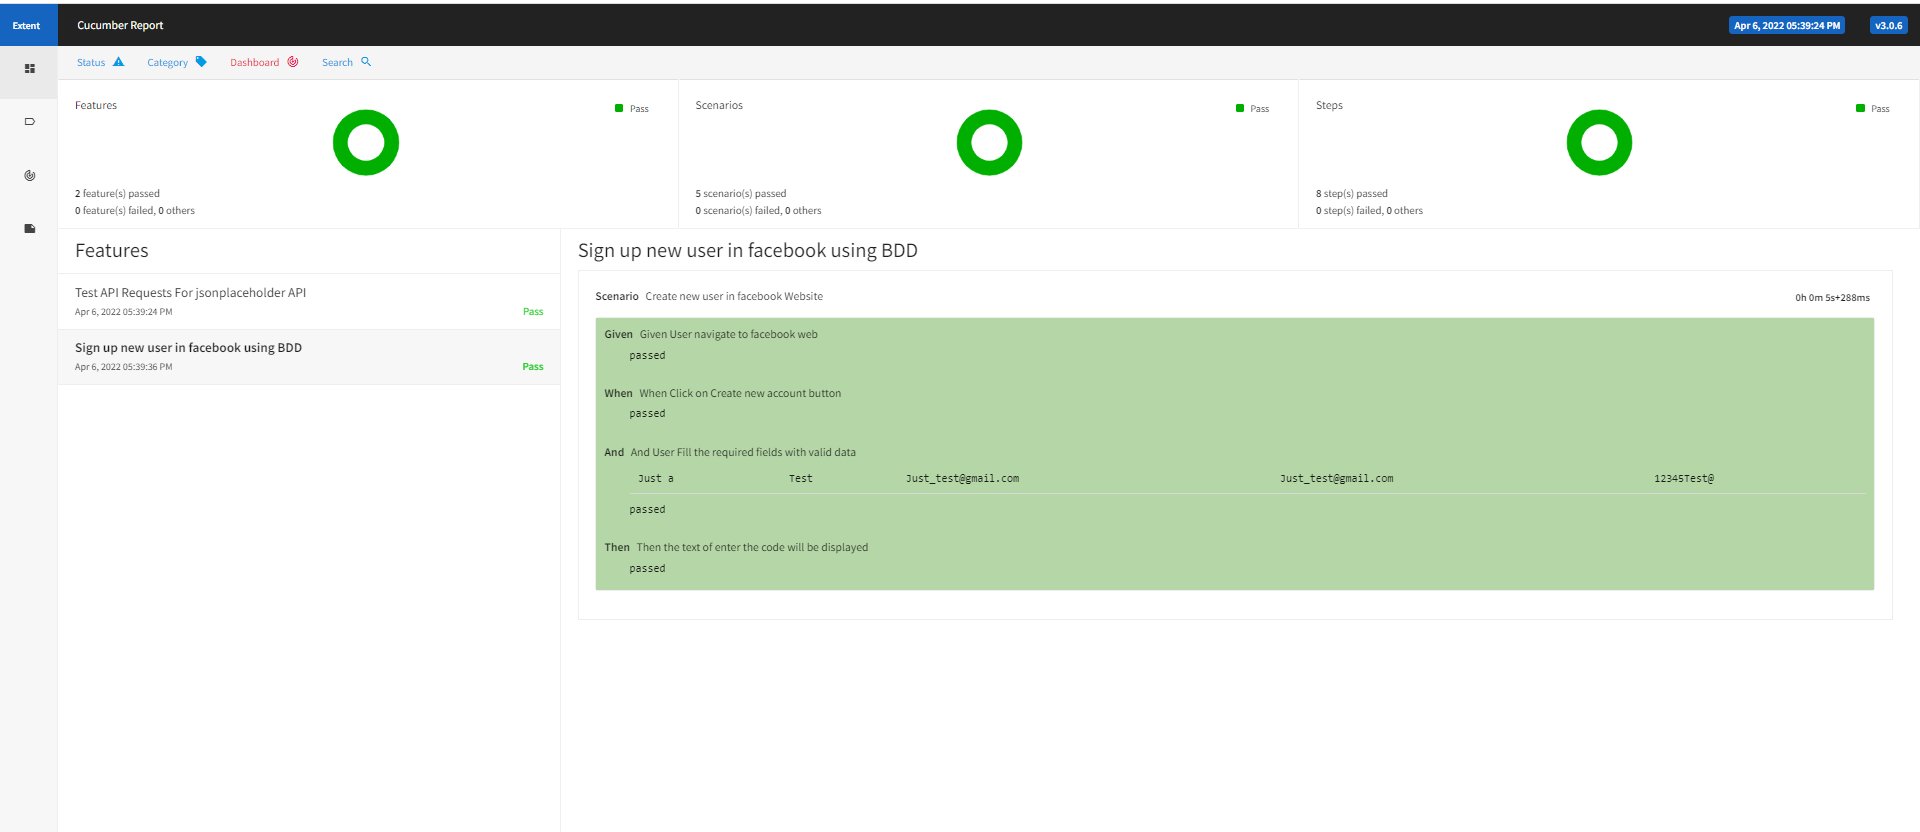 Extent
Cucumber Report
Apr 6, 2022 05:39:24 PM
v3.0.6
Status
Category
Dashboard
Search
Features
Pass
2 feature(s) passed
0 feature(s) failed, 0 others
Scenarios
Pass
5 scenario(s) passed
0 scenario(s) failed, 0 others
Steps
Pass
8 step(s) passed
0 step(s) failed, 0 others
Features
Test API Requests For jsonplaceholder API
Apr 6, 2022 05:39:24 PM Pass
Sign up new user in facebook using BDD
Apr 6, 2022 05:39:36 PM Pass
Sign up new user in facebook using BDD
Scenario Create new user in facebook Website 0h 0m 5s+288ms
Given Given User navigate to facebook web
passed
When When Click on Create new account button
passed
And And User Fill the required fields with valid data
Just a Test Just_test@gmail.com Just_test@gmail.com 12345Test@
passed
Then Then the text of enter the code will be displayed
passed